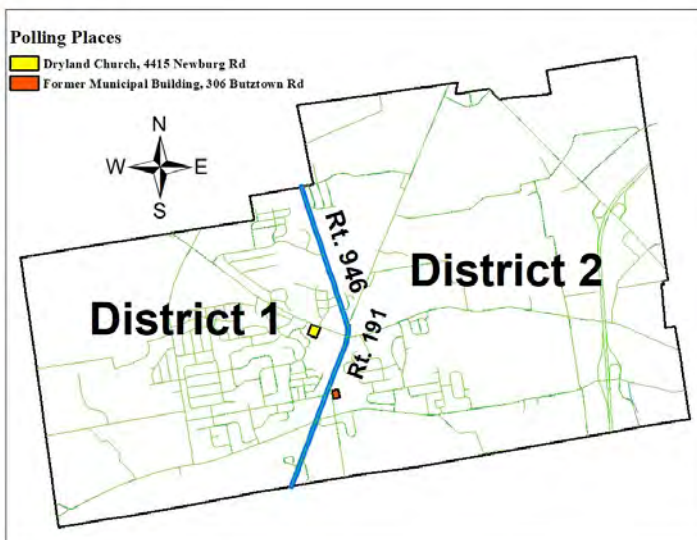 Polling Places
Dryland Church, 4415 Newburg Rd
Former Municipal Building, 306 Butztown Rd
N
W E
S
Rt. 946
District 2
District 1
Rt. 191